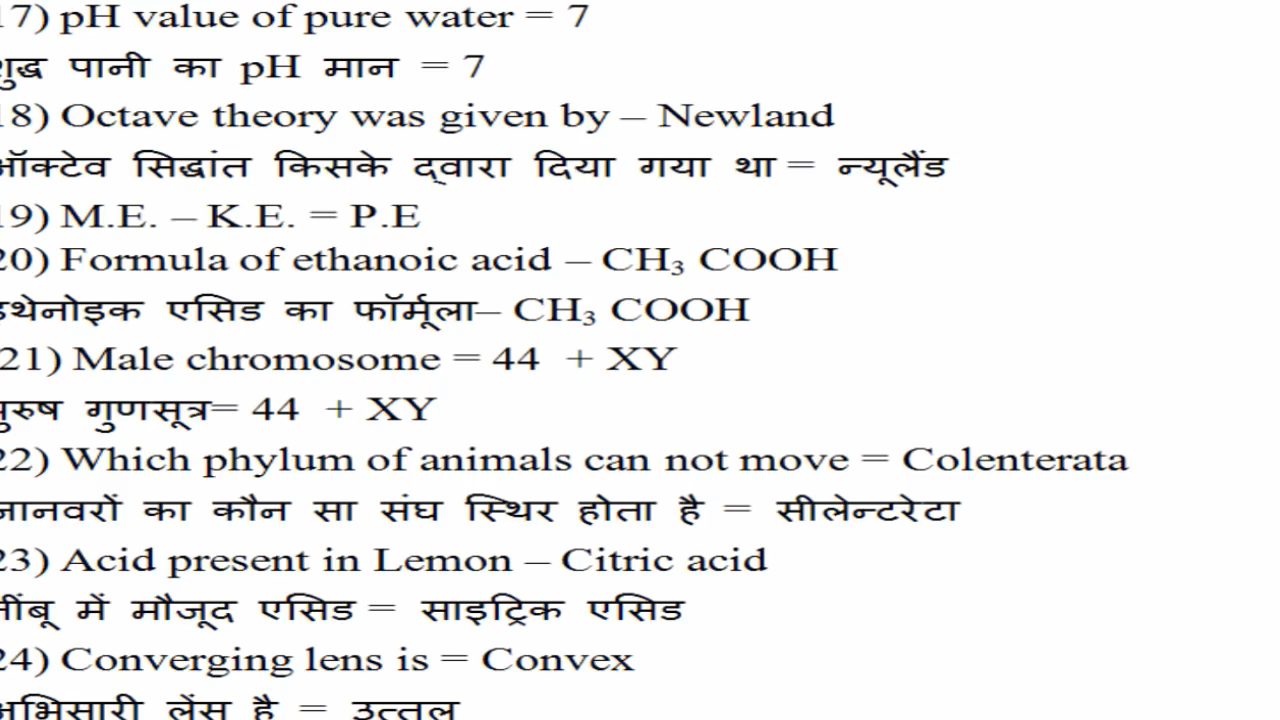 17) pH value of pure water = 7
शुद्ध पानी का pH मान = 7
18) Octave theory was given by – Newland
ऑक्टेव सिद्धांत किसके द्वारा दिया गया था = न्यूलैंड
19) M.E. – K.E. = P.E
20) Formula of ethanoic acid – CH₃ COOH
इथेनोइक एसिड का फॉर्मूला– CH₃ COOH
21) Male chromosome = 44 + XY
पुरुष गुणसूत्र= 44 + XY
22) Which phylum of animals can not move = Colenterata
जानवरों का कौन सा संघ स्थिर होता है = सीलेन्टरेटा
23) Acid present in Lemon – Citric acid
नींबू में मौजूद एसिड = साइट्रिक एसिड
24) Converging lens is = Convex
अभिसारी लेंस है = उत्तल